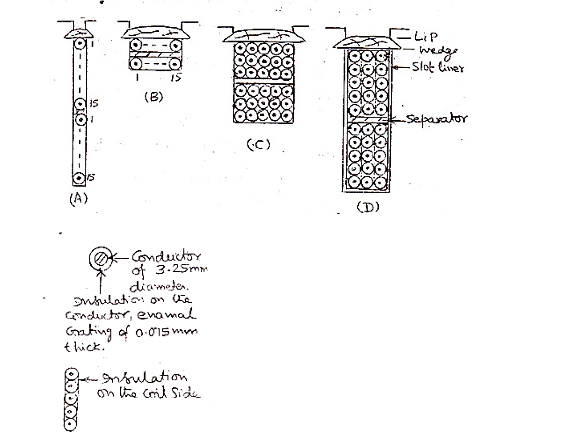 1
15
1
15
(A)
1 15
(B)
(C)
LiP
wedge
Slot liner
Separator
(D)
Conductor
of 3.25mm
diameter.
Insulation on the
conductor, enamal
Coating of 0.075mm
thick.
Insulation
on the Coil Side